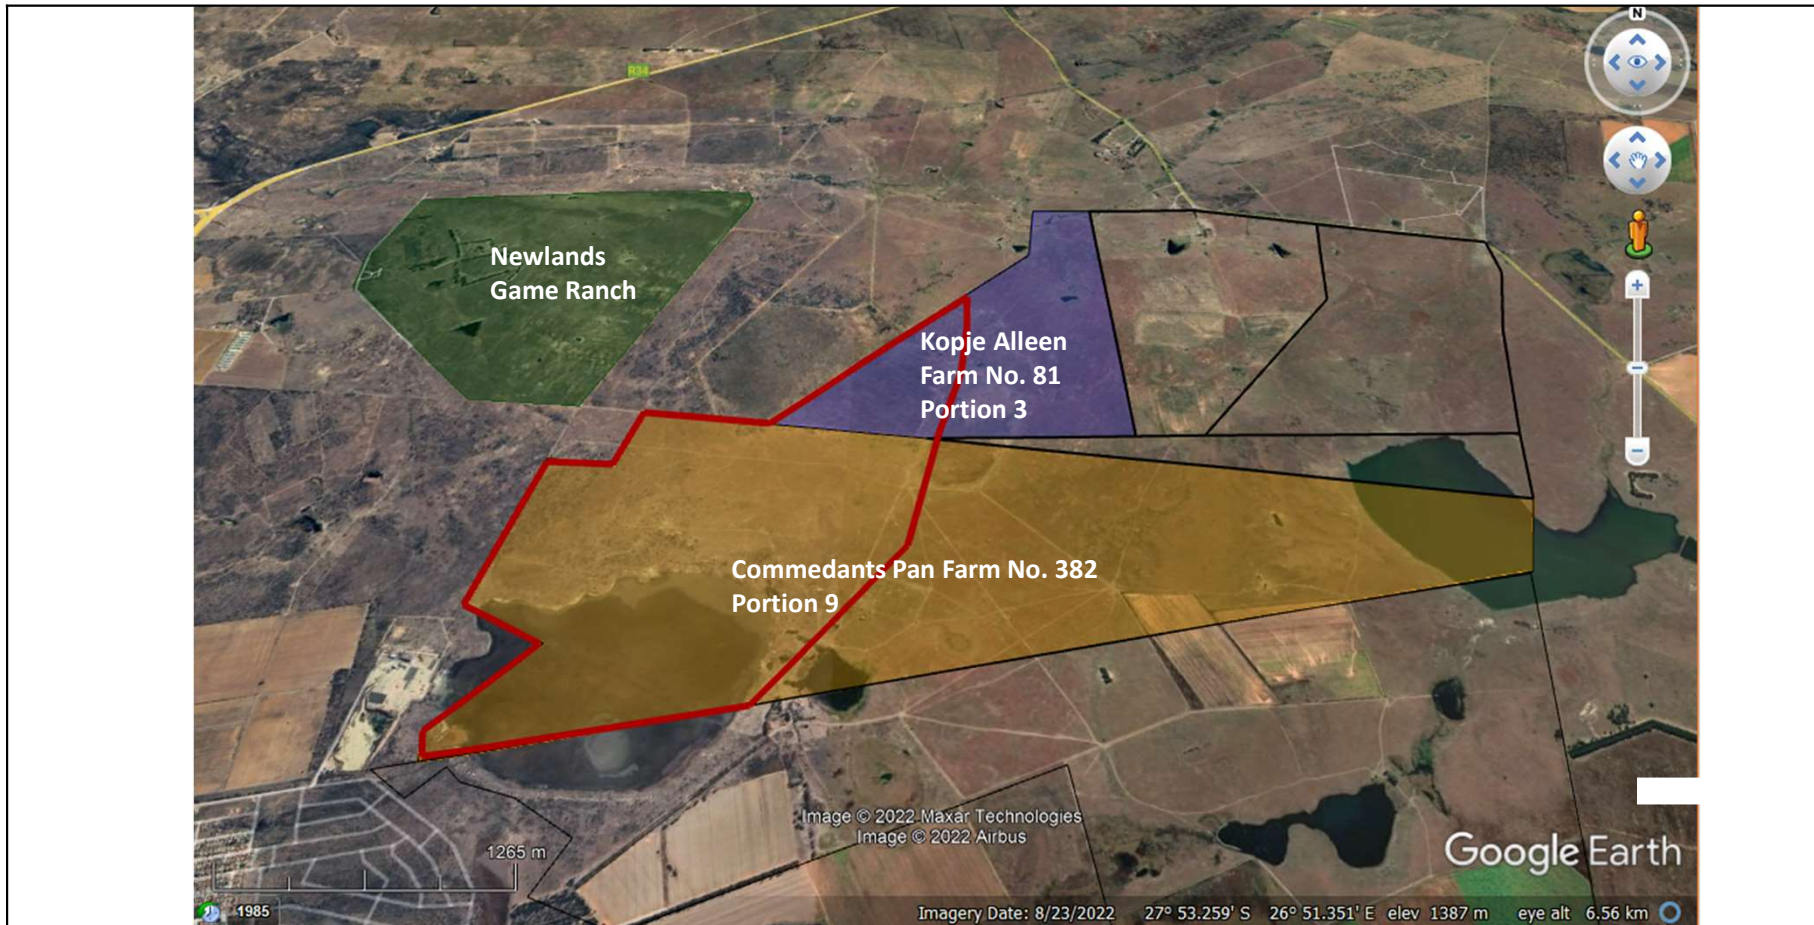 N
R34
Newlands
Game Ranch
Kopje Alleen
Farm No. 81
Portion 3
Commedants Pan Farm No. 382
Portion 9
Image © 2022 Maxar Technologies
Image © 2022 Airbus
Google Earth
1265 m
1985
Imagery Date: 8/23/2022 27° 53.259' S 26° 51.351' E elev 1387 m eye alt 6.56 km